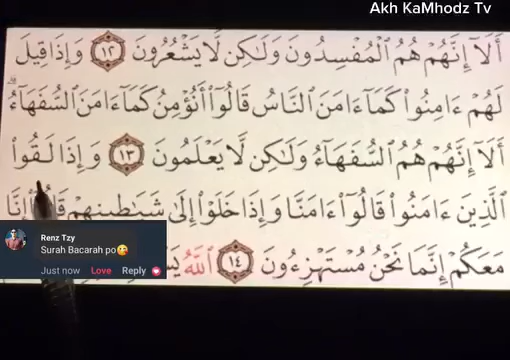 Akh KaMhodz Tv
أَلَآ إِنَّهُمْ هُمُ ٱلْمُفْسِدُونَ وَلَـٰكِن لَّا يَشْعُرُونَ ١٢ وَإِذَا قِيلَ
لَهُمْ ءَامِنُوا۟ كَمَآ ءَامَنَ ٱلنَّاسُ قَالُوٓا۟ أَنُؤْمِنُ كَمَآ ءَامَنَ ٱلسُّفَهَآءُ
أَلَآ إِنَّهُمْ هُمُ ٱلسُّفَهَآءُ وَلَـٰكِن لَّا يَعْلَمُونَ ١٣ وَإِذَا لَقُوا۟
ٱلَّذِينَ ءَامَنُوا۟ قَالُوٓا۟ ءَامَنَّا وَإِذَا خَلَوْا۟ إِلَىٰ شَيَـٰطِينِهِمْ إِنَّا
مَعَكُمْ إِنَّمَا نَحْنُ مُسْتَهْزِءُونَ ١٤ ٱللَّهُ
Renz Tzy
Surah Bacarah po🥰
Just now Love Reply